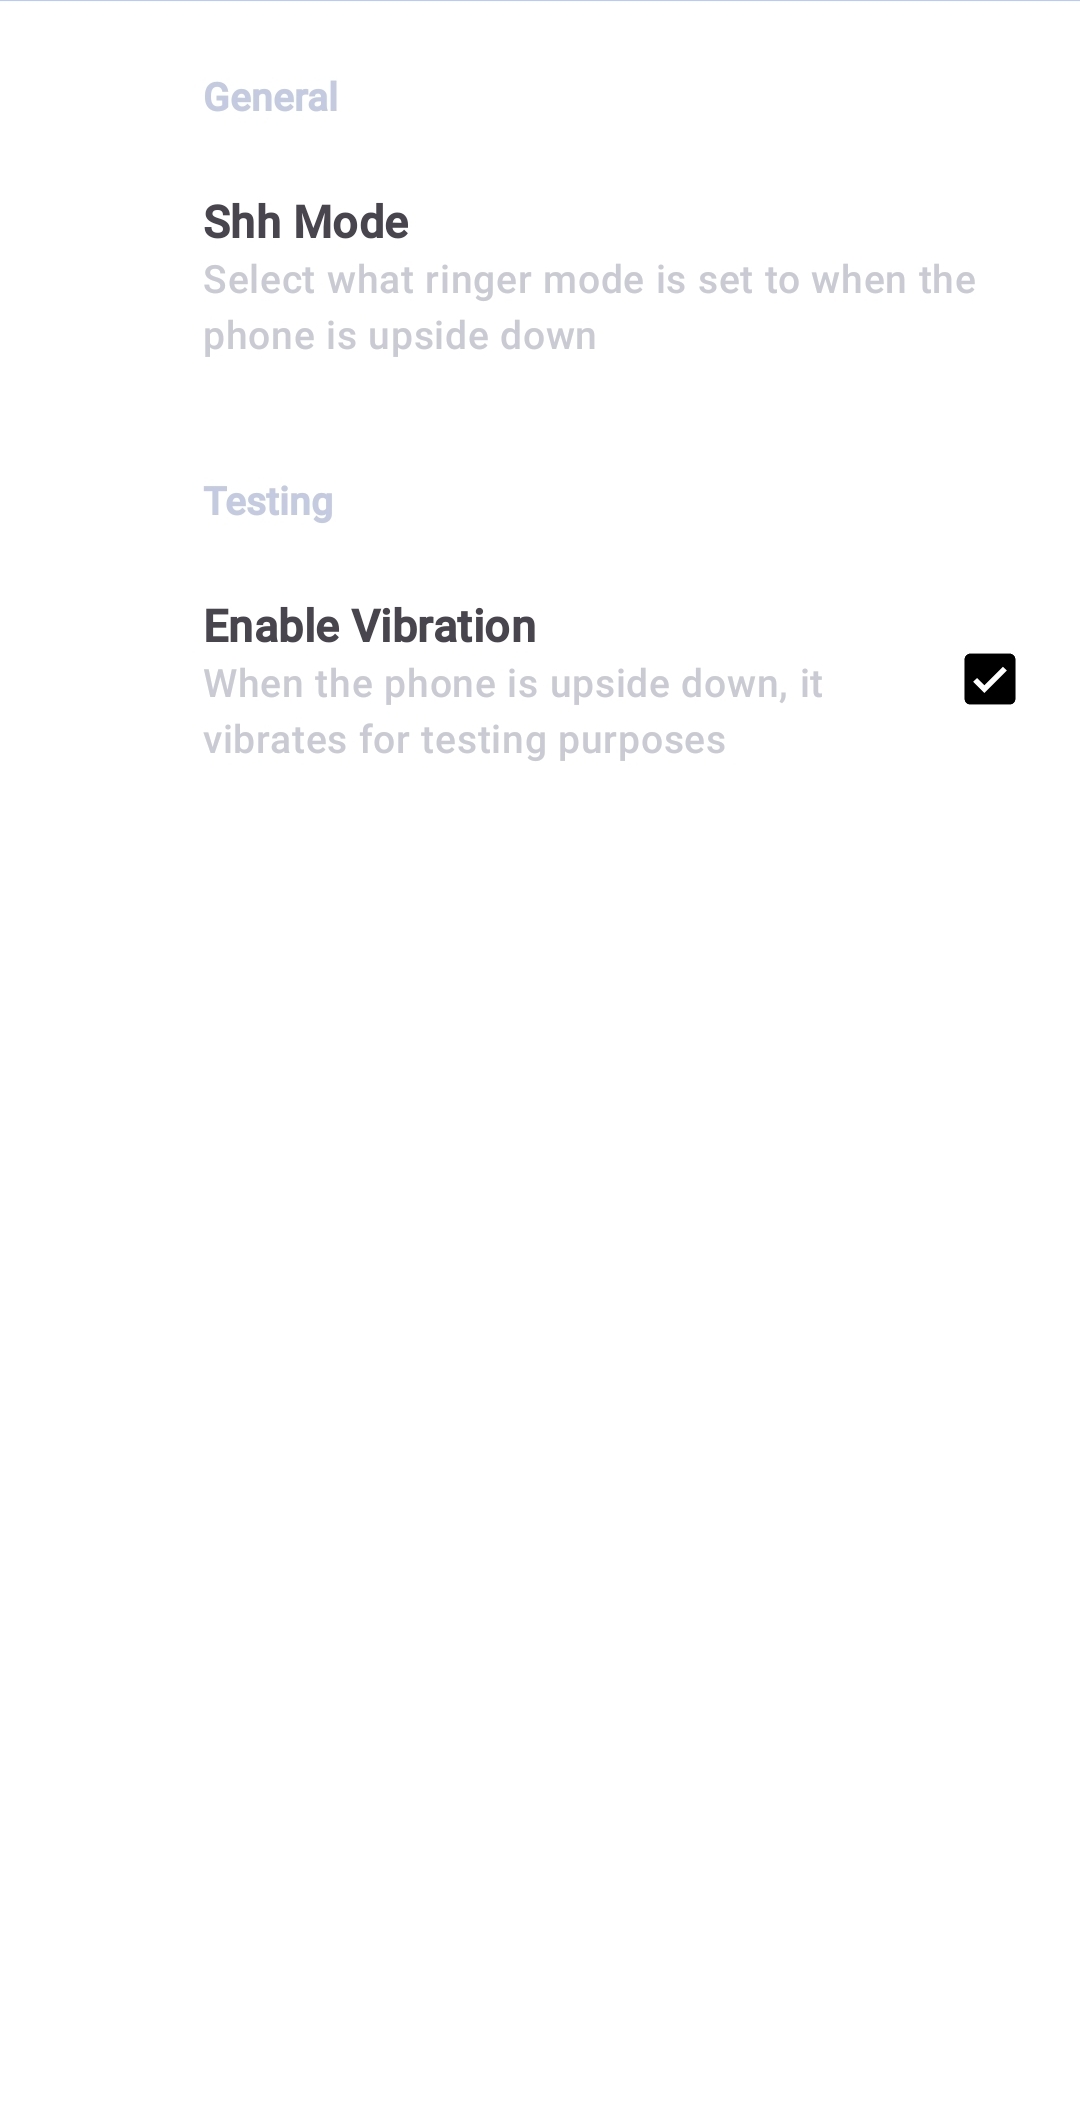 General
Shh Mode
Select what ringer mode is set to when the
phone is upside down
Testing
Enable Vibration
When the phone is upside down, it
vibrates for testing purposes